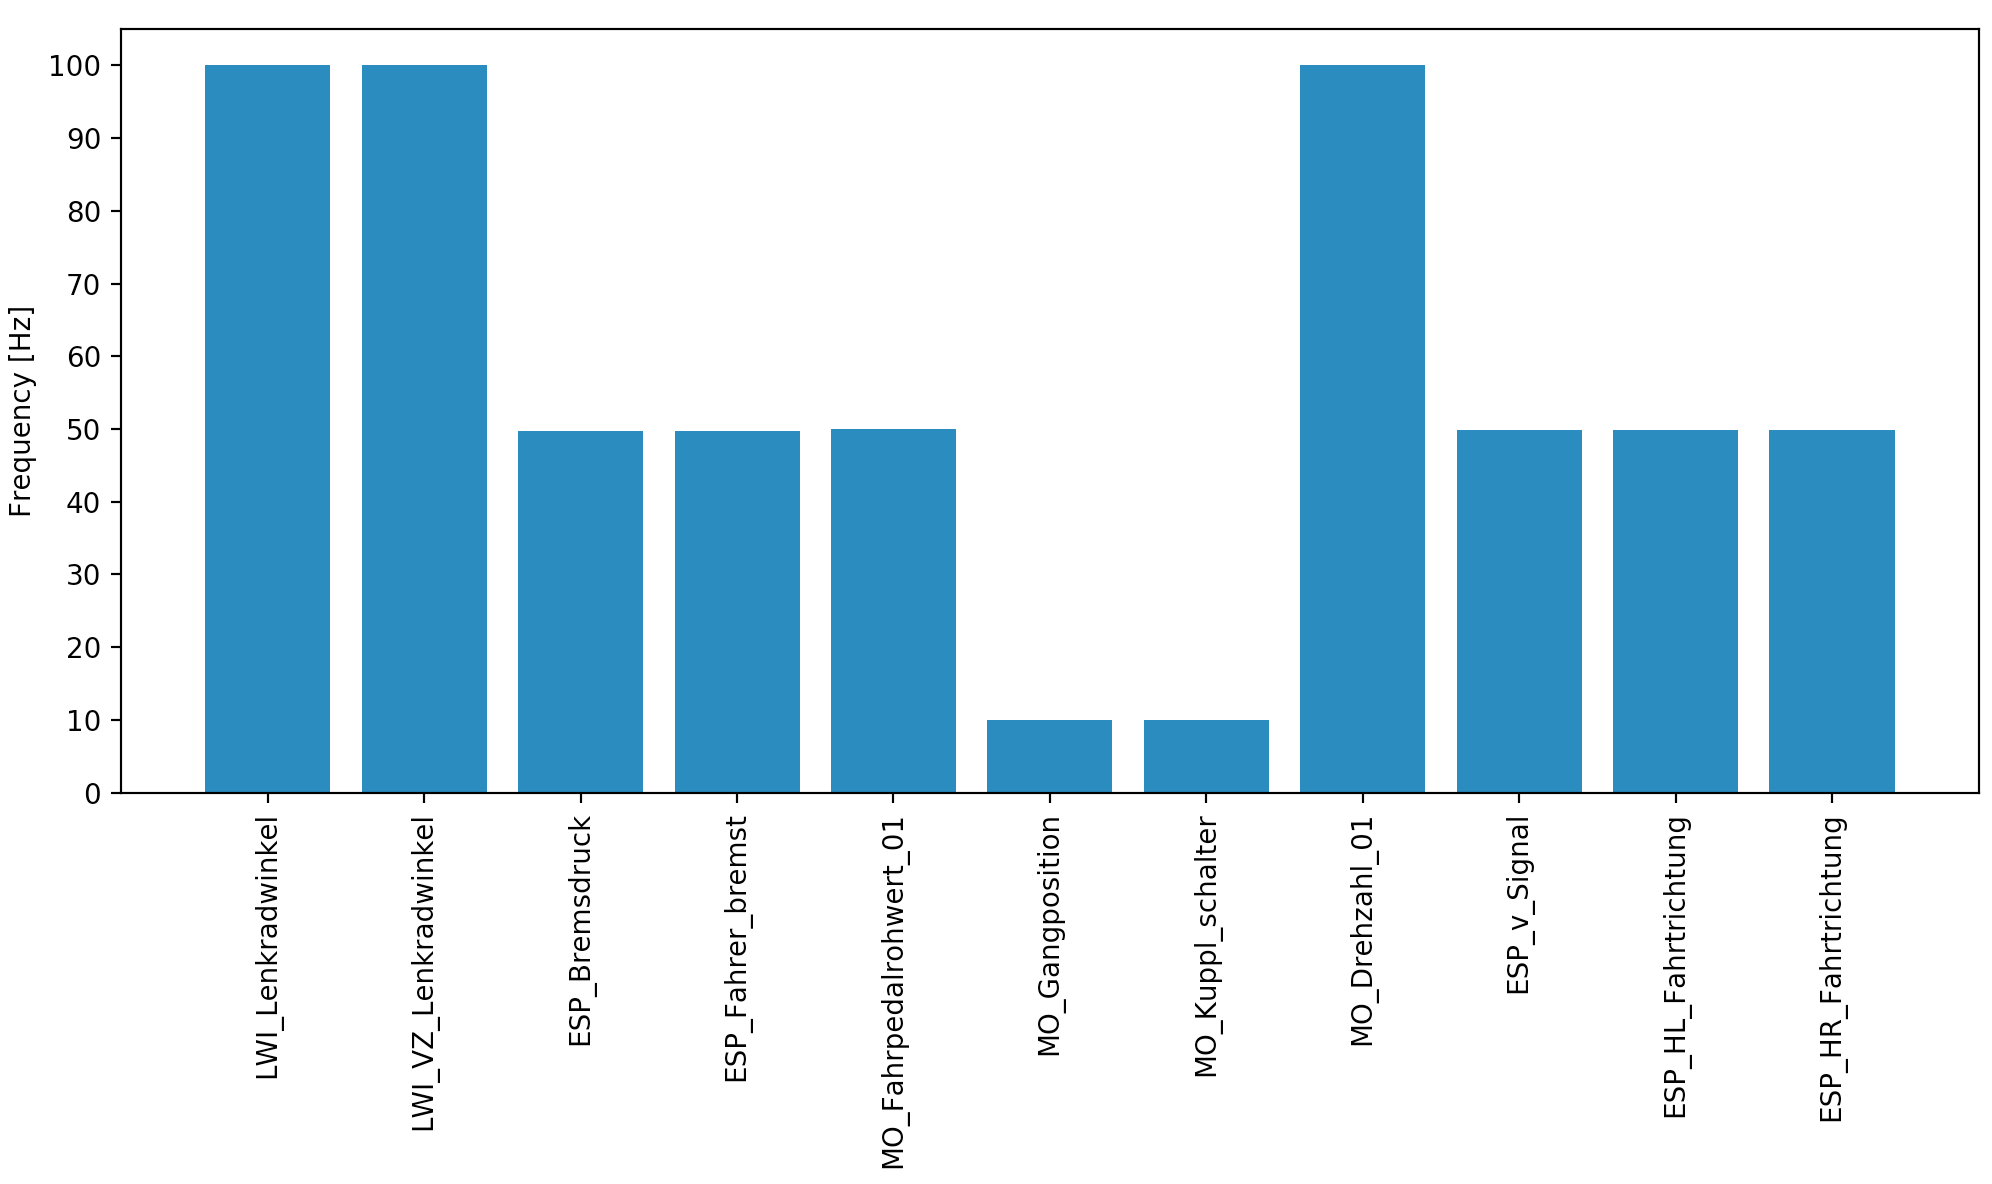 Frequency [Hz]
100
90
80
70
60
50
40
30
20
10
0
LWI_Lenkradwinkel
LWI_VZ_Lenkradwinkel
ESP_Bremsdruck
ESP_Fahrer_bremst
MO_Fahrpedalrohwert_01
MO_Gangposition
MO_Kuppl_schalter
MO_Drehzahl_01
ESP_v_Signal
ESP_HL_Fahrtrichtung
ESP_HR_Fahrtrichtung